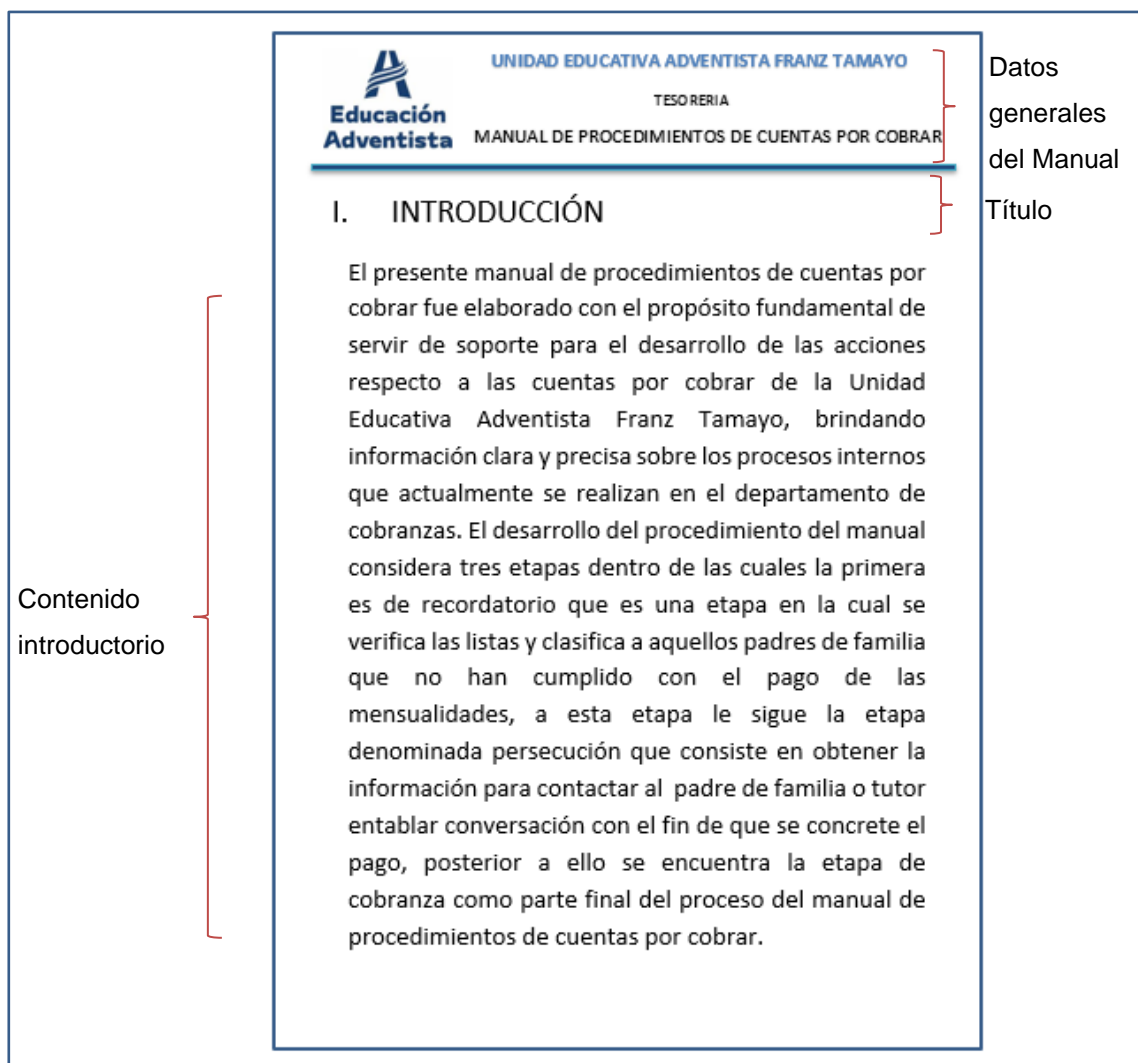 UNIDAD EDUCATIVA ADVENTISTA FRANZ TAMAYO
TESORERIA
MANUAL DE PROCEDIMIENTOS DE CUENTAS POR COBRAR
Educación
Adventista
Datos
generales
del Manual
I. INTRODUCCIÓN
Título
El presente manual de procedimientos de cuentas por
cobrar fue elaborado con el propósito fundamental de
servir de soporte para el desarrollo de las acciones
respecto a las cuentas por cobrar de la Unidad
Educativa Adventista Franz Tamayo, brindando
información clara y precisa sobre los procesos internos
que actualmente se realizan en el departamento de
cobranzas. El desarrollo del procedimiento del manual
considera tres etapas dentro de las cuales la primera
es de recordatorio que es una etapa en la cual se
verifica las listas y clasifica a aquellos padres de familia
que no han cumplido con el pago de las
mensualidades, a esta etapa le sigue la etapa
denominada persecución que consiste en obtener la
información para contactar al padre de familia o tutor
entablar conversación con el fin de que se concrete el
pago, posterior a ello se encuentra la etapa de
cobranza como parte final del proceso del manual de
procedimientos de cuentas por cobrar.
Contenido
introductorio